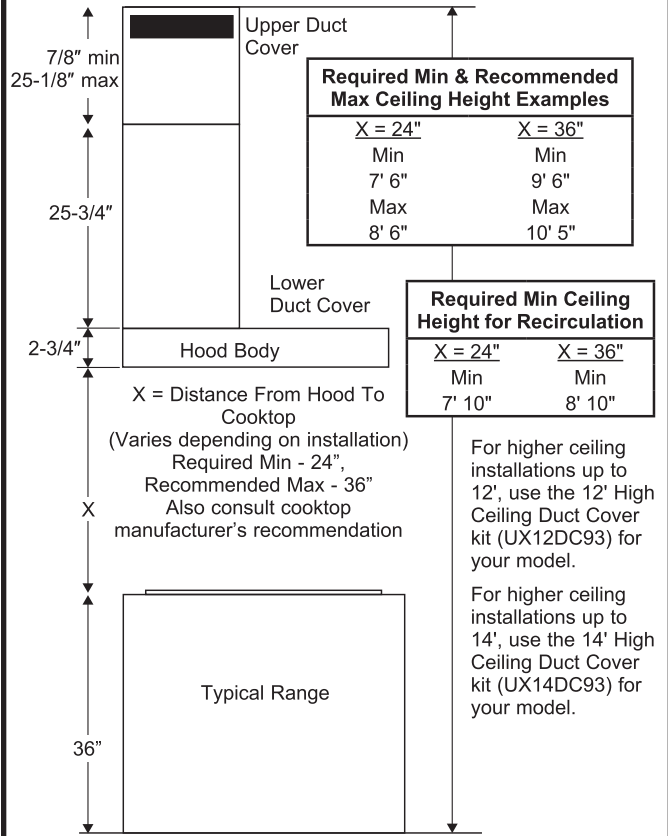 Upper Duct
Cover
7/8″ min
25-1/8″ max
Required Min & Recommended
Max Ceiling Height Examples
X = 24" X = 36"
Min Min
7' 6" 9' 6"
Max Max
8' 6" 10' 5"
25-3/4″
Lower
Duct Cover
Required Min Ceiling
Height for Recirculation
X = 24" X = 36"
Min Min
7' 10" 8' 10"
2-3/4″
Hood Body
X = Distance From Hood To
Cooktop
(Varies depending on installation)
Required Min - 24”,
Recommended Max - 36”
Also consult cooktop
manufacturer’s recommendation
X
For higher ceiling
installations up to
12', use the 12' High
Ceiling Duct Cover
kit (UX12DC93) for
your model.
For higher ceiling
installations up to
14', use the 14' High
Ceiling Duct Cover
kit (UX14DC93) for
your model.
Typical Range
36”